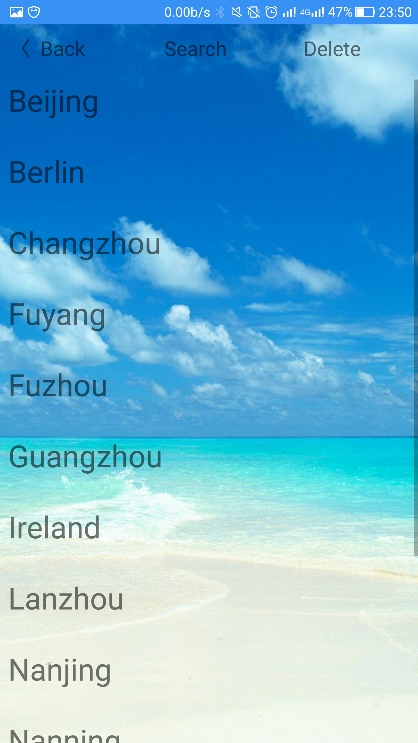 0.00b/s 4G 47% 23:50
Back Search Delete
Beijing
Berlin
Changzhou
Fuyang
Fuzhou
Guangzhou
Ireland
Lanzhou
Nanjing
Nanning